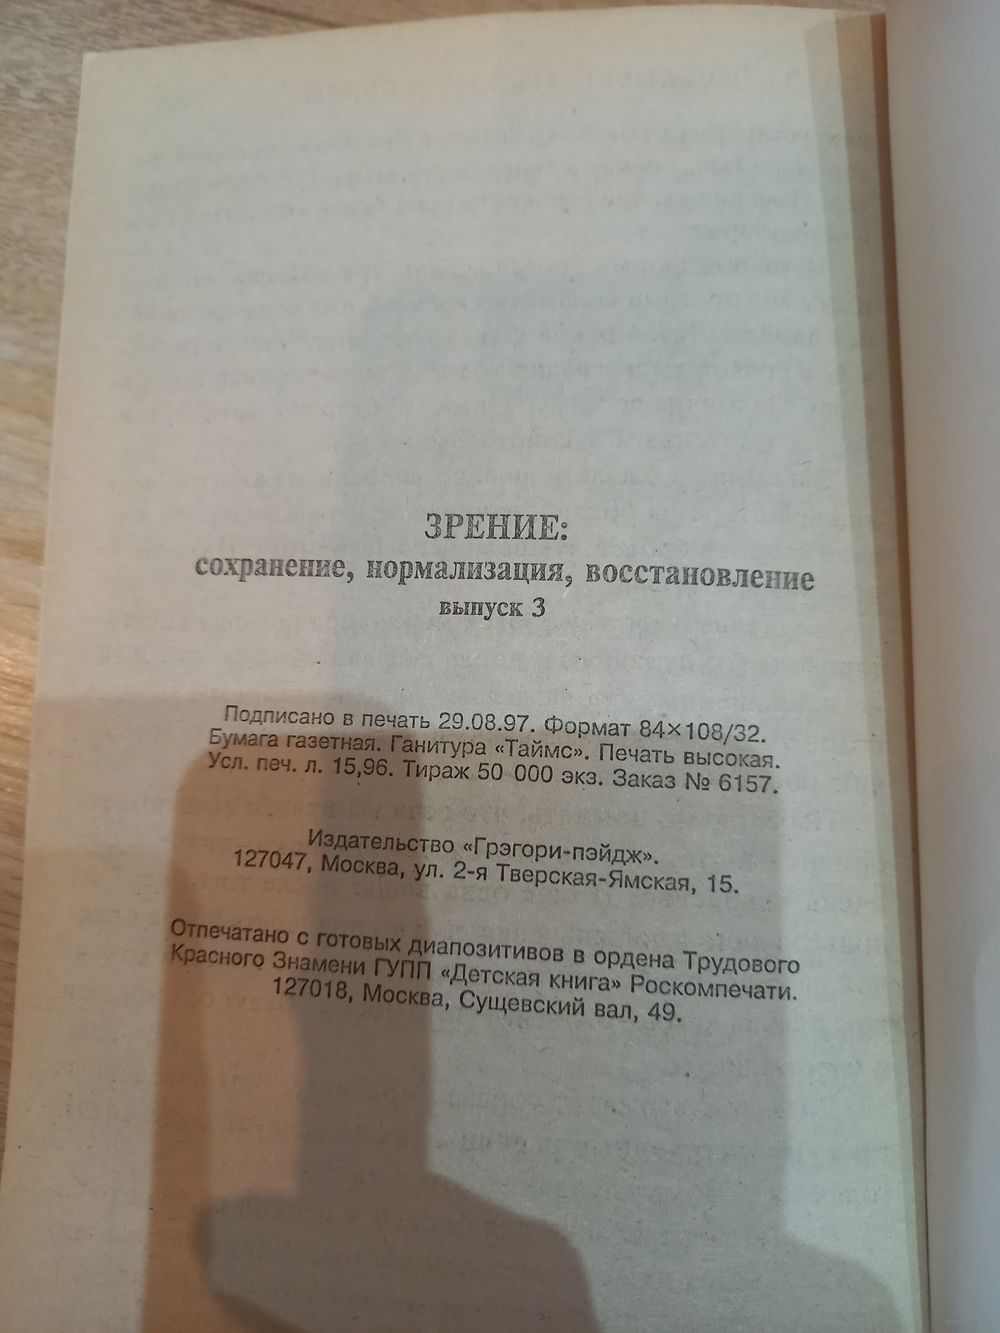 ЗРЕНИЕ:
сохранение, нормализация, восстановление
выпуск 3
Подписано в печать 29.08.97. Формат 84×108/32.
Бумага газетная. Ганитура «Таймс». Печать высокая.
Усл. печ. л. 15,96. Тираж 50 000 экз. Заказ № 6157.
Издательство «Грэгори-пэйдж».
127047, Москва, ул. 2-я Тверская-Ямская, 15.
Отпечатано с готовых диапозитивов в ордена Трудового
Красного Знамени ГУПП «Детская книга» Роскомпечати.
127018, Москва, Сущевский вал, 49.